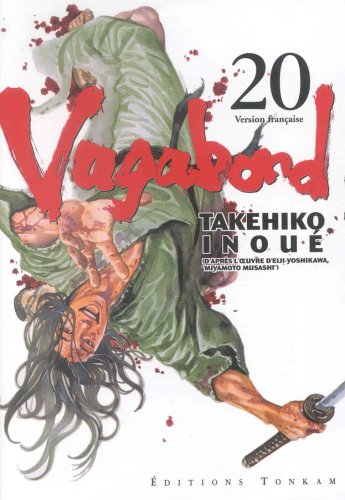 20
Version française
Vagabond
TAKEHIKO
INOUÉ
(D'APRÈS L'ŒUVRE D'EIJI YOSHIKAWA,
"MIYAMOTO MUSASHI")
ÉDITIONS TONKAM